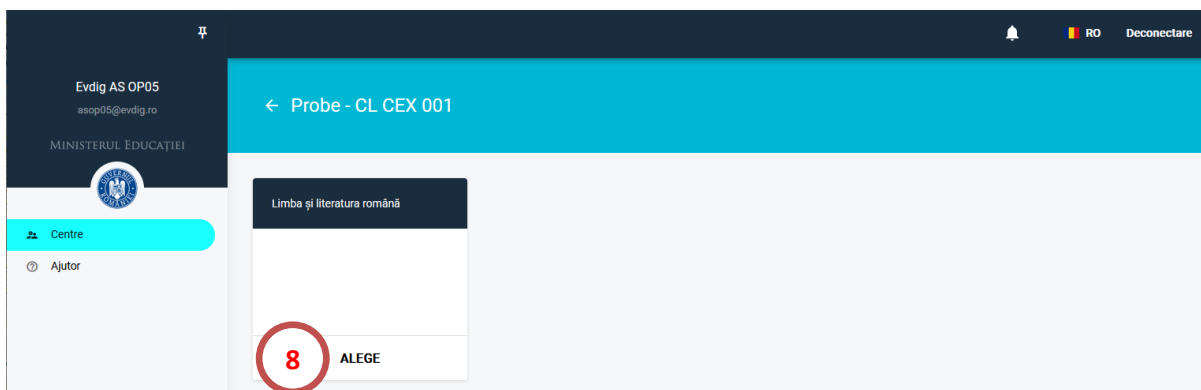 RO Deconectare
Evdig AS OP05
asop05@evdig.ro
MINISTERUL EDUCAȚIEI
← Probe - CL CEX 001
Limba și literatura română
Centre
Ajutor
8 ALEGE